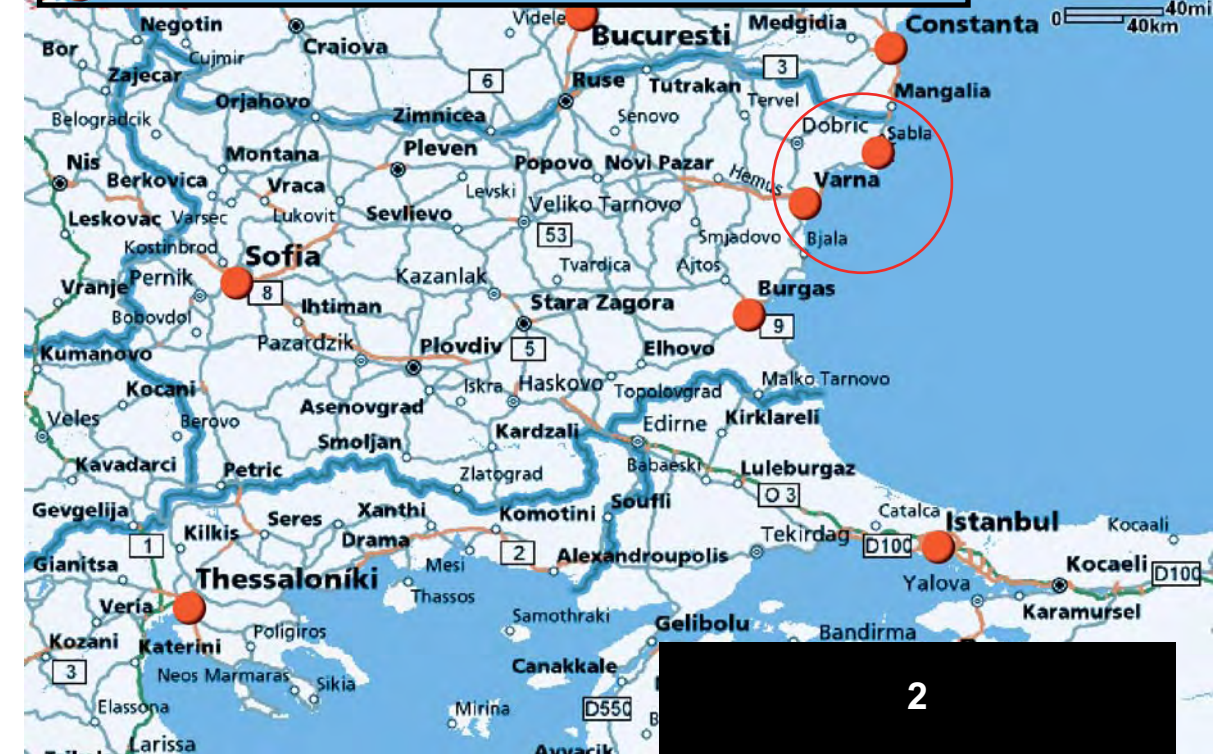 Negotin
Videle
Medgidia
Constanta
0 40mi
40km
Bor
Cujmir
Craiova
Bucuresti
Zajecar
6
Ruse
Tutrakan
3
Mangalia
Orjahovo
Tervel
Belogradcik
Zimnicea
Senovo
Dobric
Sabla
Nis
Montana
Pleven
Popovo
Novi Pazar
Hemus
Varna
Berkovica
Vraca
Levski
Veliko Tarnovo
Leskovac
Varsec
Lukovit
Sevlievo
53
Smjadovo
Bjala
Kostinbrod
Sofia
Tvardica
Ajtos
Vranje
Pernik
8
Kazanlak
Burgas
Bobovdol
Ihtiman
Stara Zagora
9
Kumanovo
Pazardzik
Plovdiv
5
Elhovo
Kocani
Iskra
Haskovo
Topolovgrad
Malko Tarnovo
Veles
Berovo
Asenovgrad
Kirklareli
Smoljan
Kardzali
Edirne
Kavadarci
Petric
Zlatograd
Babaeski
Luleburgaz
O 3
Gevgelija
Kilkis
Seres
Xanthi
Komotini
Soufli
Catalca
Istanbul
Kocaali
1
Drama
2
Tekirdag
D100
Gianitsa
Thessaloníki
Mesi
Alexandroupolis
Kocaeli
D100
Thassos
Yalova
Veria
Samothraki
Gelibolu
Karamursel
Kozani
Katerini
Poligiros
Bandirma
3
Neos Marmaras
Sikia
Canakkale
2
Elassona
Mirina
D550
B
Larissa
Ayvacik